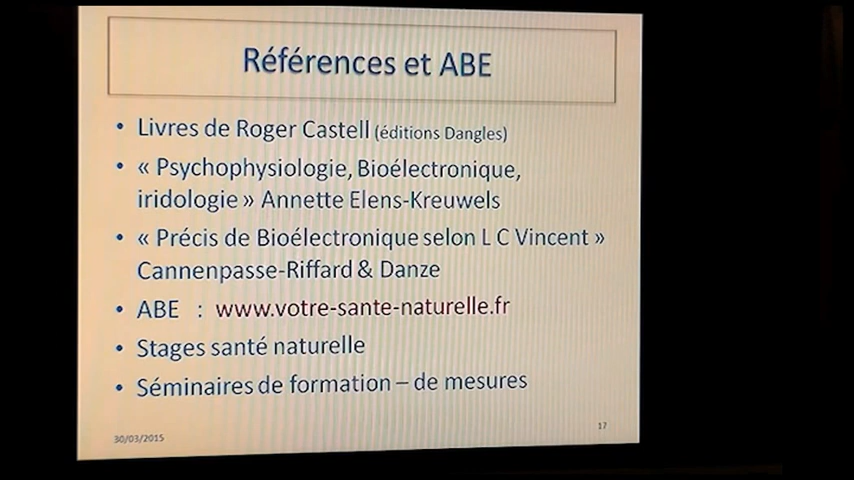 Références et ABE
• Livres de Roger Castell (éditions Dangles)
• « Psychophysiologie, Bioélectronique,
iridologie » Annette Elens-Kreuwels
• « Précis de Bioélectronique selon L C Vincent »
Cannenpasse-Riffard & Danze
• ABE : www.votre-sante-naturelle.fr
• Stages santé naturelle
• Séminaires de formation – de mesures
30/03/2015
17